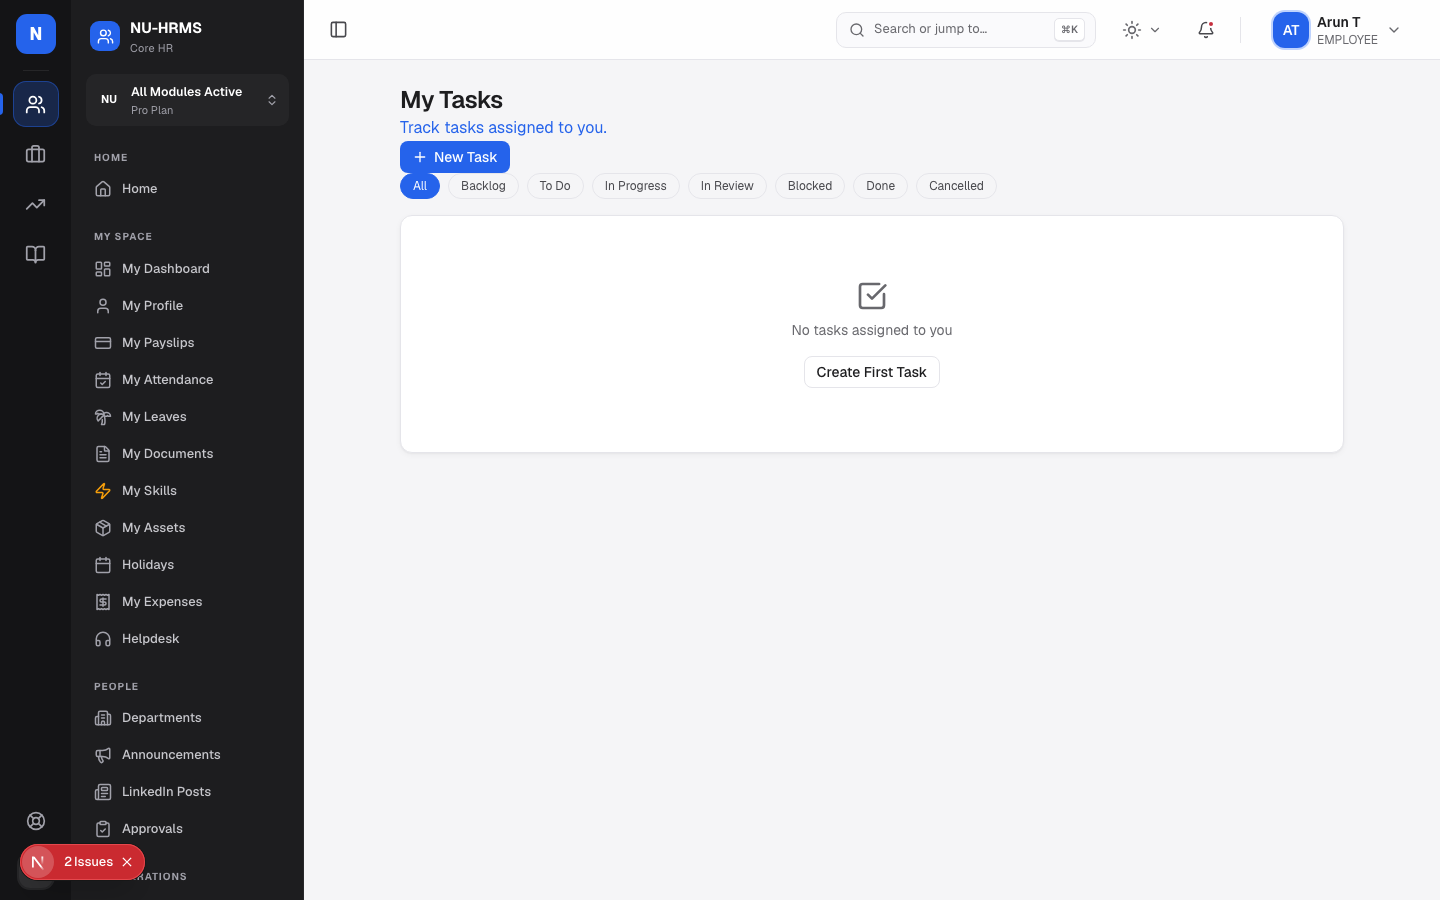 N
NU-HRMS
Core HR
NU
All Modules Active
Pro Plan
HOME
Home
MY SPACE
My Dashboard
My Profile
My Payslips
My Attendance
My Leaves
My Documents
My Skills
My Assets
Holidays
My Expenses
Helpdesk
PEOPLE
Departments
Announcements
LinkedIn Posts
Approvals
N 2 Issues
Search or jump to...
⌘K
AT
Arun T
EMPLOYEE
My Tasks
Track tasks assigned to you.
New Task
All Backlog To Do In Progress In Review Blocked Done Cancelled
No tasks assigned to you
Create First Task